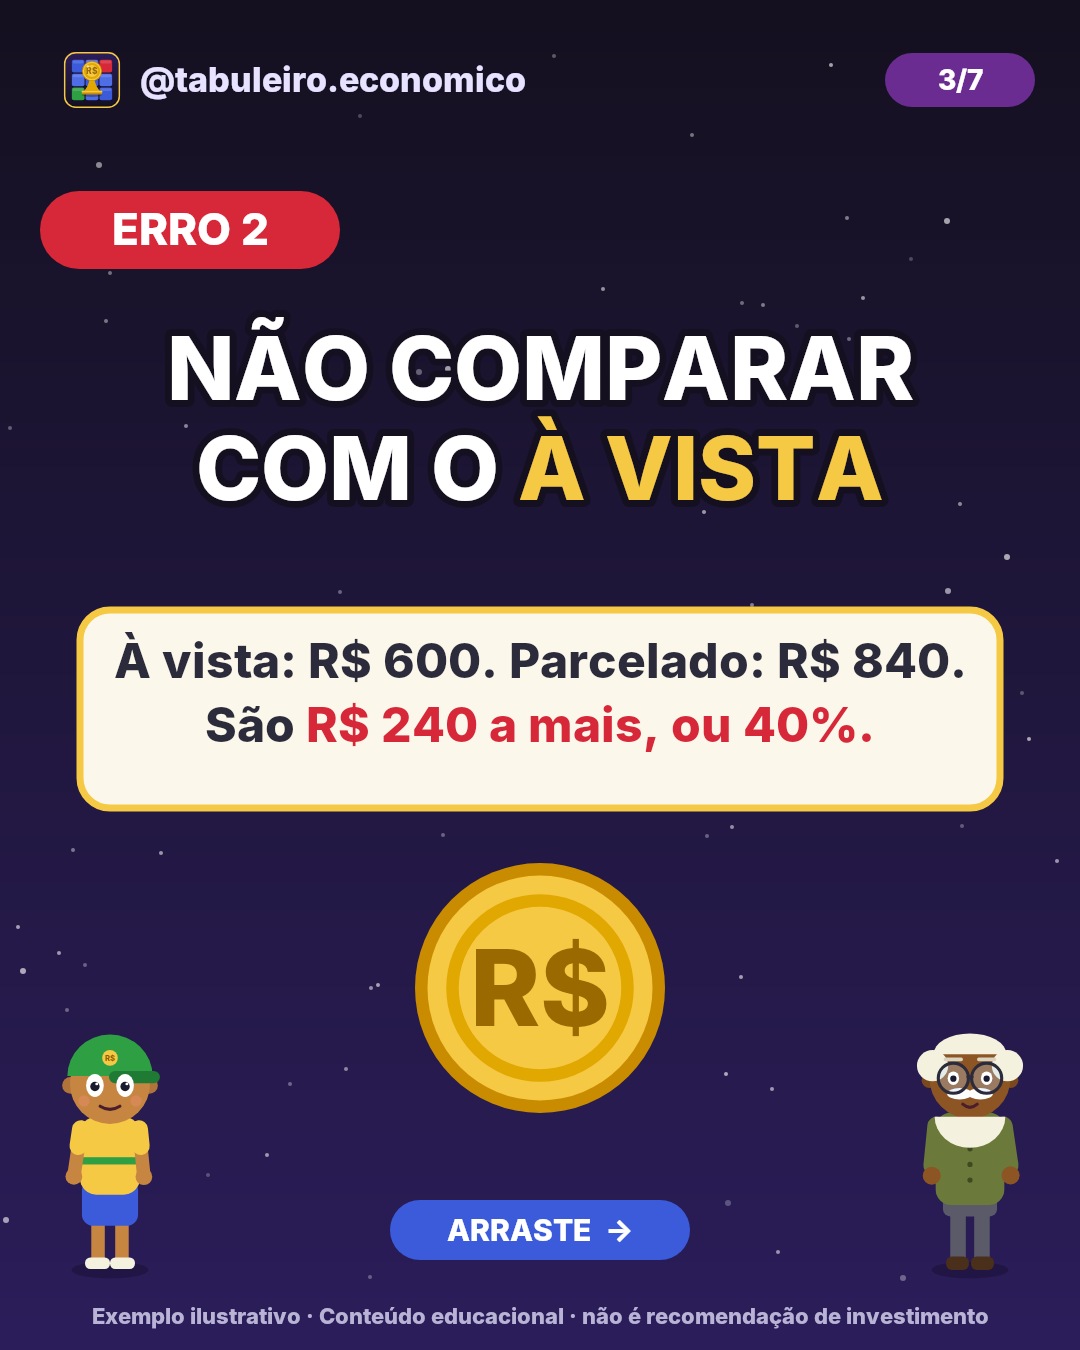 @tabuleiro.economico
3/7
ERRO 2
NÃO COMPARAR
COM O À VISTA
À vista: R$ 600. Parcelado: R$ 840.
São R$ 240 a mais, ou 40%.
R$
ARRASTE →
Exemplo ilustrativo · Conteúdo educacional · não é recomendação de investimento